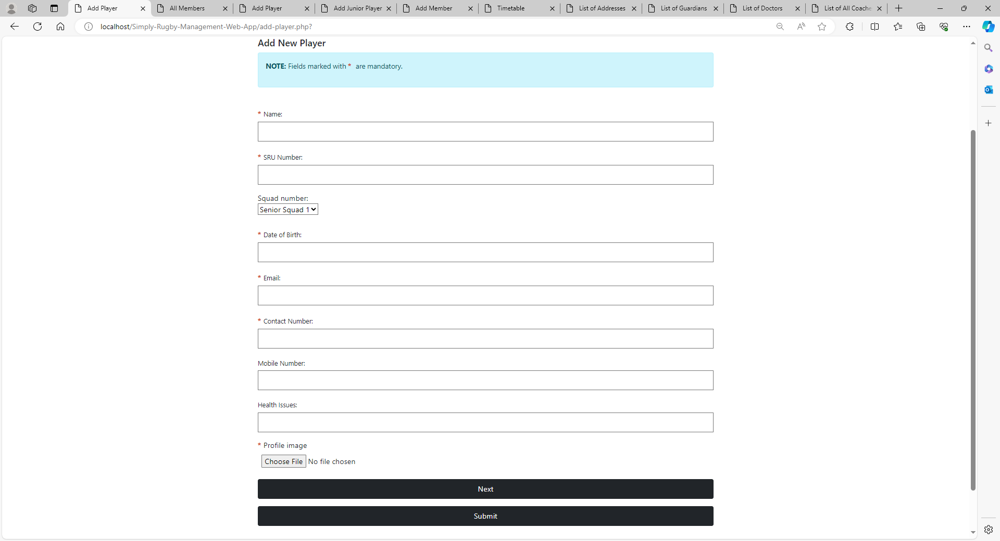 Add Player
All Members
Add Player
Add Junior Player
Add Member
Timetable
List of Addresses
List of Guardians
List of Doctors
List of All Coache
localhost/Simply-Rugby-Management-Web-App/add-player.php?
Add New Player
NOTE: Fields marked with * are mandatory.
* Name:
* SRU Number:
Squad number:
Senior Squad 1
* Date of Birth:
* Email:
* Contact Number:
Mobile Number:
Health Issues:
* Profile image
Choose File No file chosen
Next
Submit